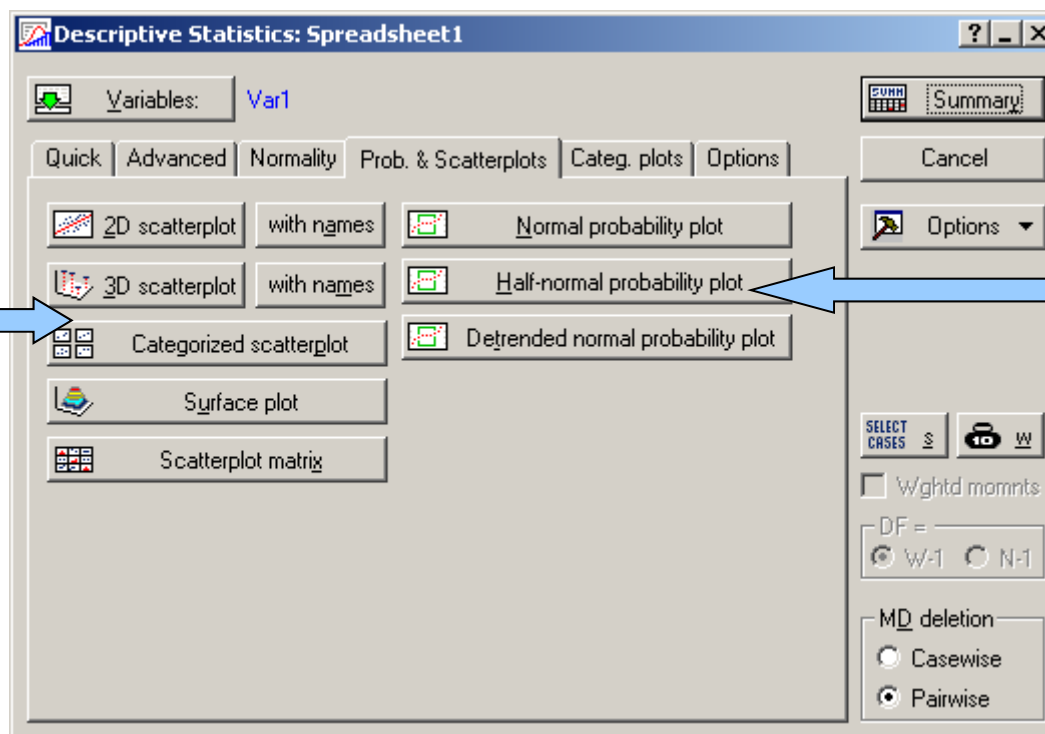 Descriptive Statistics: Spreadsheet1
Variables: Var1
Summary
Quick Advanced Normality Prob. & Scatterplots Categ. plots Options
Cancel
2D scatterplot with names Normal probability plot
Options
3D scatterplot with names Half-normal probability plot
Categorized scatterplot Detrended normal probability plot
Surface plot
Scatterplot matrix
SELECT CASES S W
Wghtd momnts
DF =
W-1 N-1
MD deletion
Casewise
Pairwise